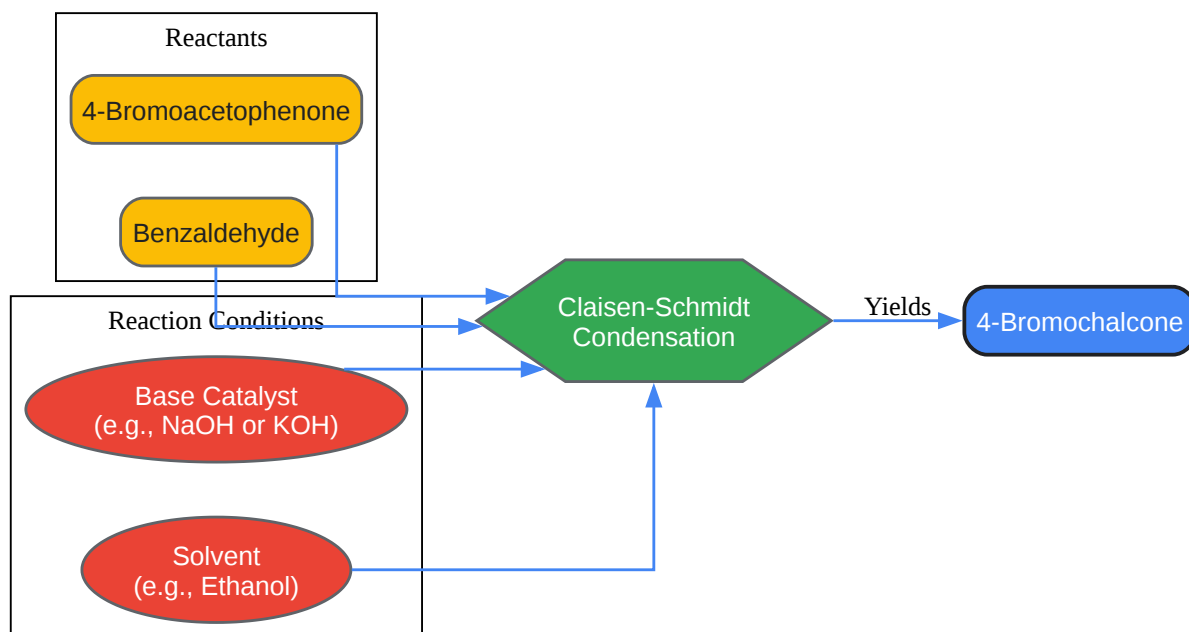 Reactants
4-Bromoacetophenone
Benzaldehyde
Reaction Conditions
Base Catalyst
(e.g., NaOH or KOH)
Solvent
(e.g., Ethanol)
Claisen-Schmidt
Condensation
Yields
4-Bromochalcone